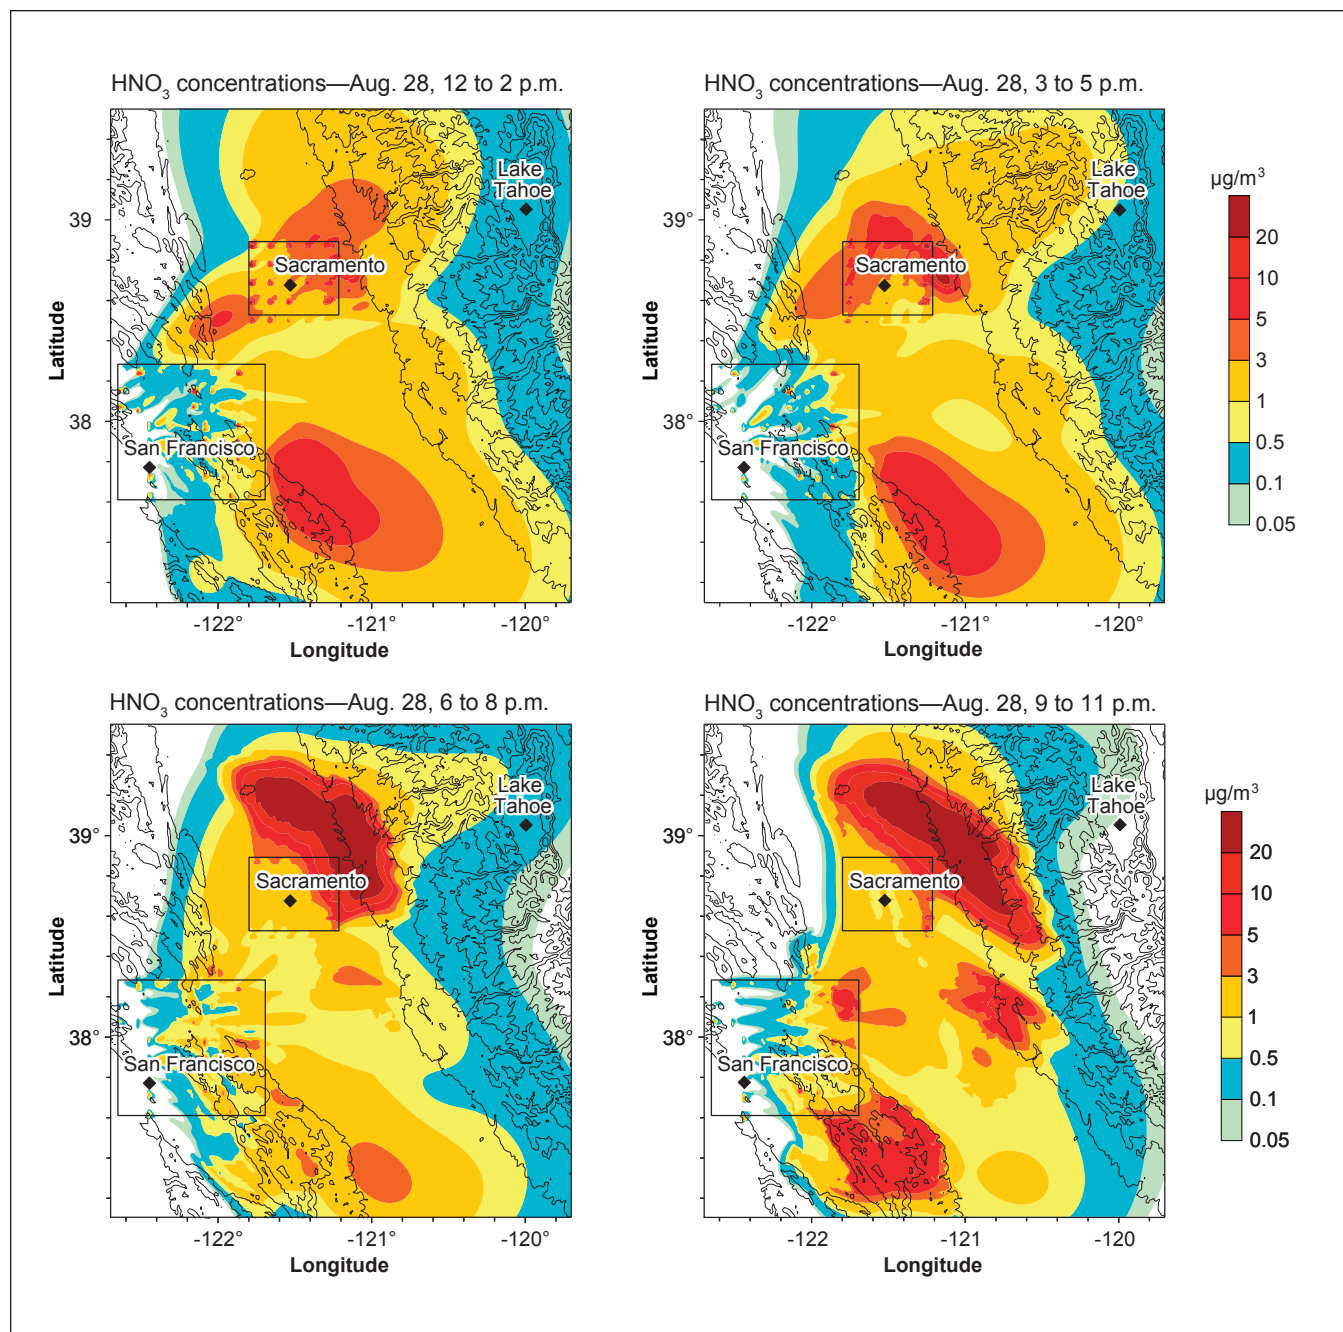 HNO3 concentrations—Aug. 28, 12 to 2 p.m.
Latitude
39
38°
Lake
Tahoe
Sacramento
San Francisco
-122°
-121°
-120°
Longitude
HNO3 concentrations—Aug. 28, 3 to 5 p.m.
Latitude
39°
38°
Lake
Tahoe
Sacramento
San Francisco
-122°
-121°
-120°
Longitude
µg/m3
20
10
5
3
1
0.5
0.1
0.05
HNO3 concentrations—Aug. 28, 6 to 8 p.m.
Latitude
39°
38°
Lake
Tahoe
Sacramento
San Francisco
-122°
-121°
-120°
Longitude
HNO3 concentrations—Aug. 28, 9 to 11 p.m.
Latitude
39°
38°
Lake
Tahoe
Sacramento
San Francisco
-122°
-121°
-120°
Longitude
µg/m3
20
10
5
3
1
0.5
0.1
0.05